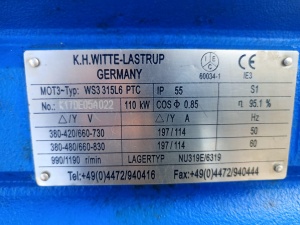 K.H.WITTE-LASTRUP
GERMANY
IEC
60034-1 IE3
MOT3~Typ: WS3 315L6 PTC IP 55 S1
No. 110 kW COS Φ 0.85 η 95.1 %
△/Y V △/Y A Hz
380-420/660-730 197/114 50
380-480/660-830 197/114 60
990/1190 r/min LAGERTYP NU319E/6319
Tel:+49(0)4472/940416 Fax:+49(0)4472/940444